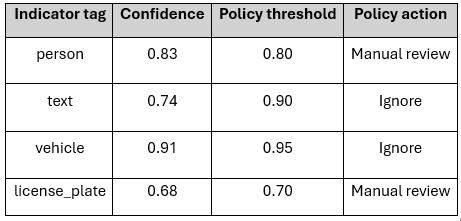 Indicator tag Confidence Policy threshold Policy action
person 0.83 0.80 Manual review
text 0.74 0.90 Ignore
vehicle 0.91 0.95 Ignore
license_plate 0.68 0.70 Manual review